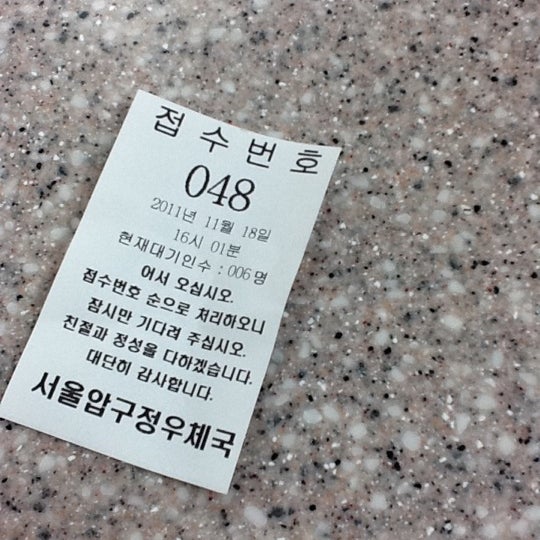 접수번호
048
2011년 11월 18일
16시 01분
현재대기인수 : 006명
어서 오십시오.
접수번호 순으로 처리하오니
잠시만 기다려 주십시오.
친절과 정성을 다하겠습니다.
대단히 감사합니다.
서울압구정우체국